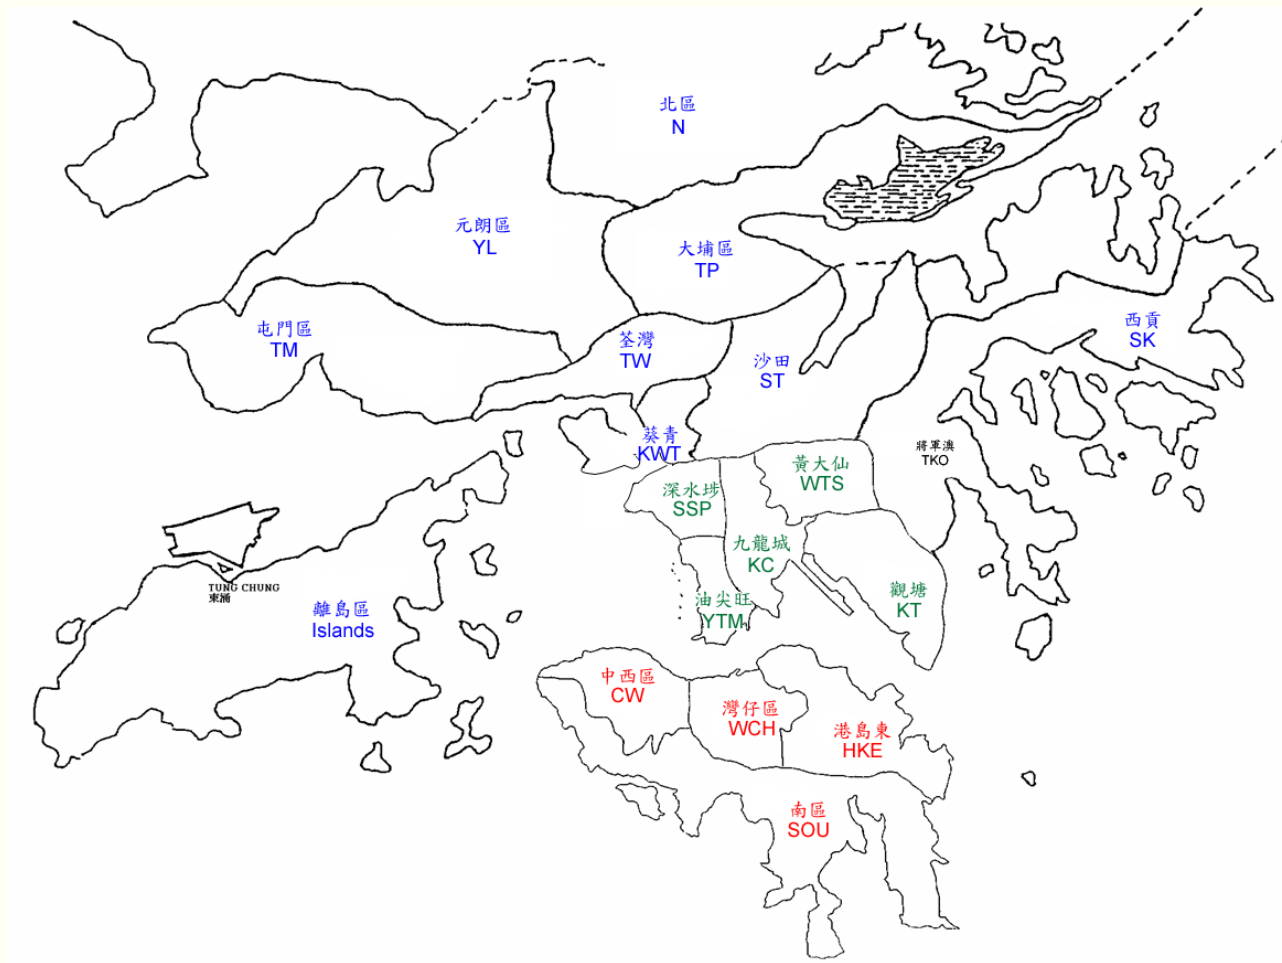 北區
N
元朗區
YL
大埔區
TP
屯門區
TM
荃灣
TW
西貢
SK
沙田
ST
葵青
KWT
將軍澳
TKO
黃大仙
WTS
深水埗
SSP
九龍城
KC
TUNG CHUNG
東涌
離島區
Islands
觀塘
KT
油尖旺
YTM
中西區
CW
灣仔區
WCH
港島東
HKE
南區
SOU